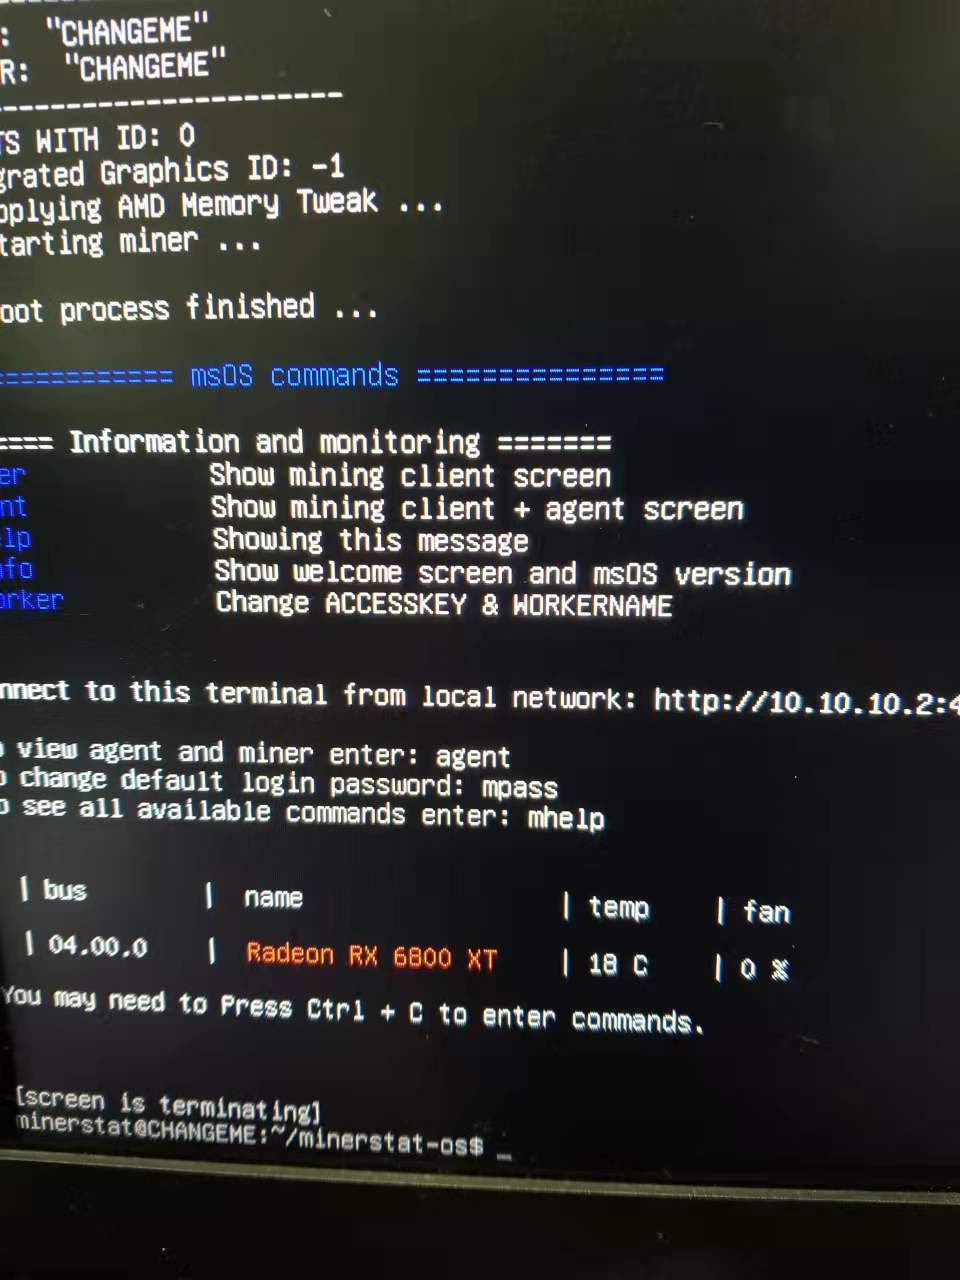 : "CHANGEME"
R: "CHANGEME"
---------------------
TS WITH ID: 0
grated Graphics ID: -1
pplying AMD Memory Tweak ...
tarting miner ...
oot process finished ...
=========== msOS commands ===============
==== Information and monitoring =======
er Show mining client screen
nt Show mining client + agent screen
elp Showing this message
nfo Show welcome screen and msOS version
orker Change ACCESSKEY & WORKERNAME
nnect to this terminal from local network: http://10.10.10.2:4
o view agent and miner enter: agent
o change default login password: mpass
o see all available commands enter: mhelp
| bus | name | temp | fan
| 04.00.0 | Radeon RX 6800 XT | 18 C | 0 %
You may need to Press Ctrl + C to enter commands.
[screen is terminating]
minerstat@CHANGEME:~/minerstat-os$ _